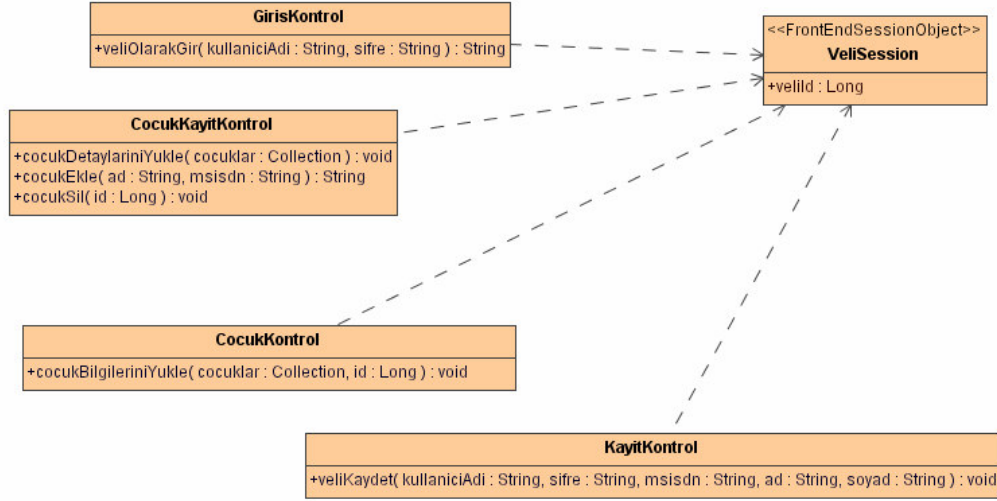 GirisKontrol
+veliOlarakGir( kullaniciAdi : String, sifre : String ) : String
<<FrontEndSessionObject>>
VeliSession
+veliId : Long
CocukKayitKontrol
+cocukDetaylariniYukle( cocuklar : Collection ) : void
+cocukEkle( ad : String, msisdn : String ) : String
+cocukSil( id : Long ) : void
CocukKontrol
+cocukBilgileriniYukle( cocuklar : Collection, id : Long ) : void
KayitKontrol
+veliKaydet( kullaniciAdi : String, sifre : String, msisdn : String, ad : String, soyad : String ) : void